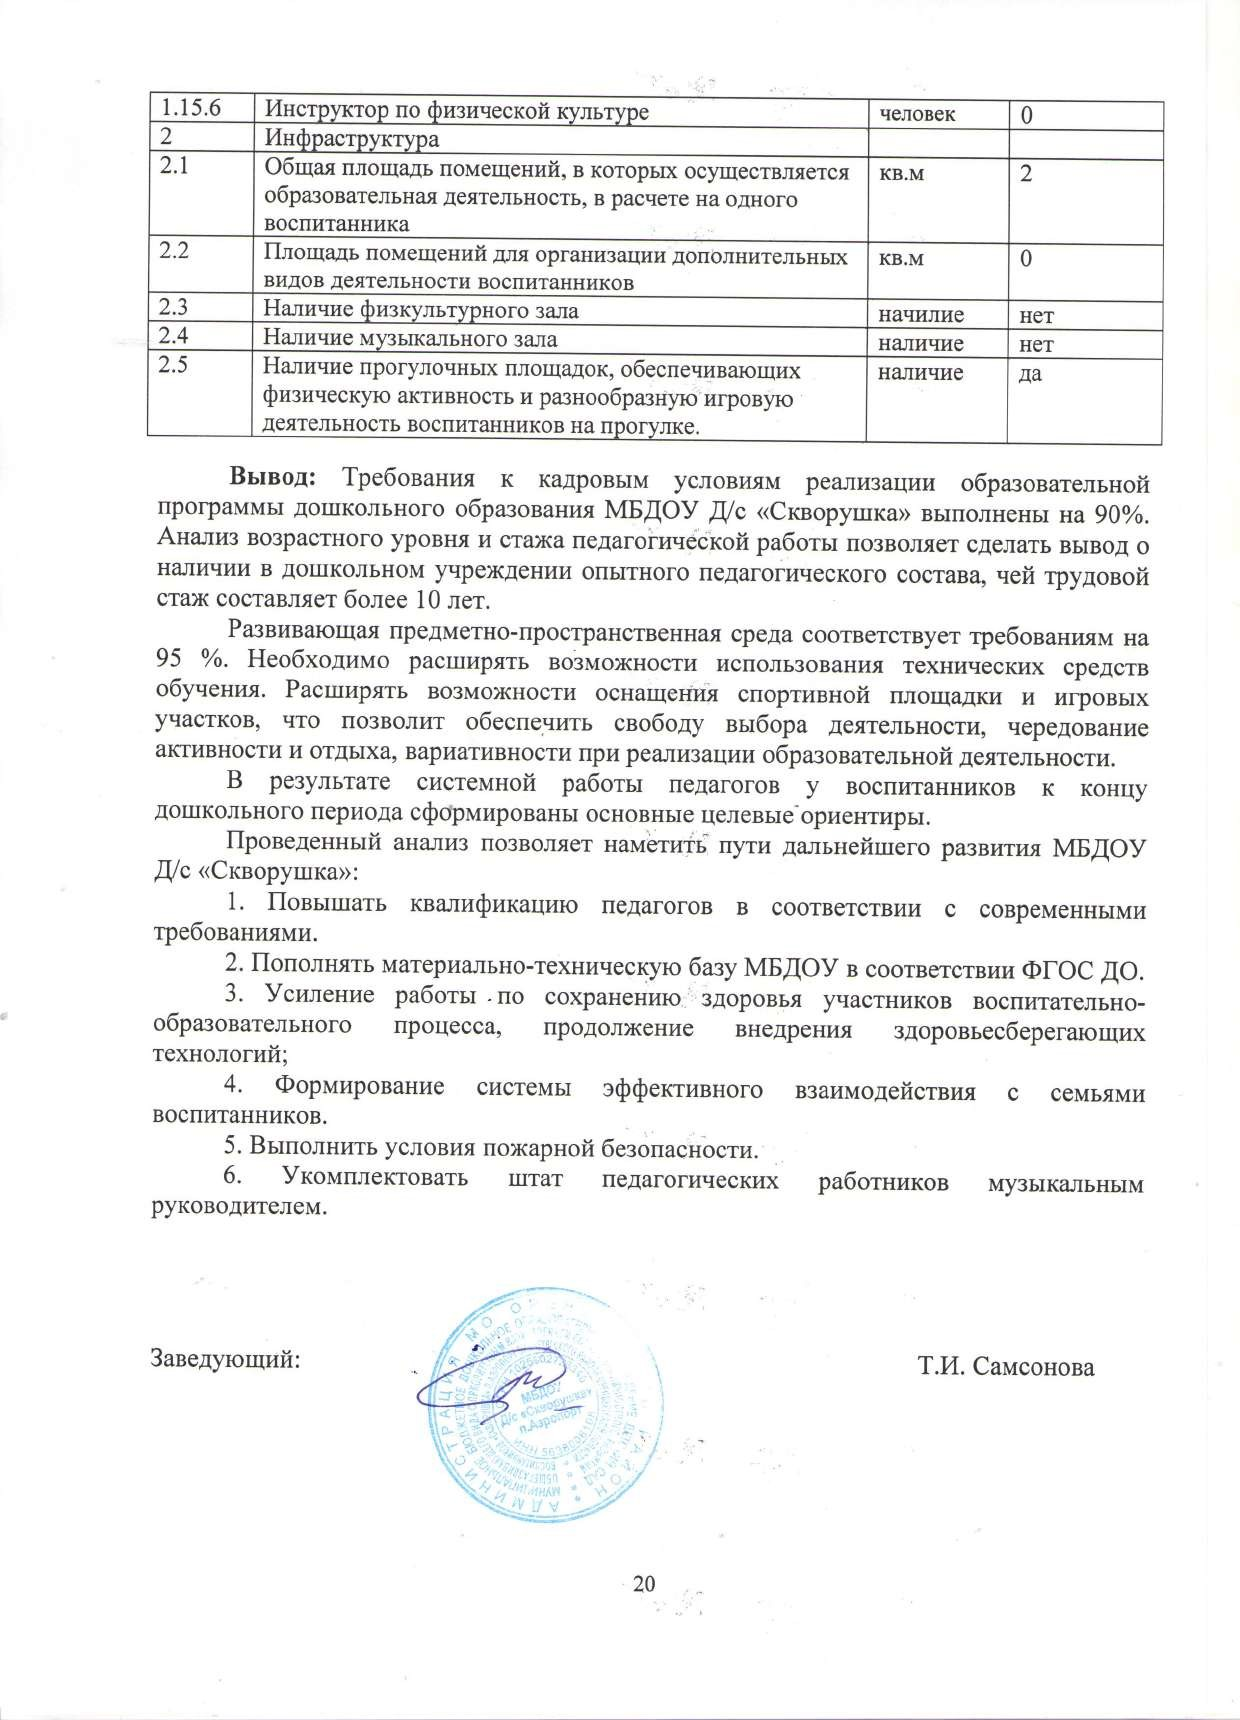 1.15.6 Инструктор по физической культуре человек 0
2 Инфраструктура
2.1 Общая площадь помещений, в которых осуществляется кв.м 2
образовательная деятельность, в расчете на одного
воспитанника
2.2 Площадь помещений для организации дополнительных кв.м 0
видов деятельности воспитанников
2.3 Наличие физкультурного зала начилие нет
2.4 Наличие музыкального зала наличие нет
2.5 Наличие прогулочных площадок, обеспечивающих наличие да
физическую активность и разнообразную игровую
деятельность воспитанников на прогулке.
Вывод: Требования к кадровым условиям реализации образовательной
программы дошкольного образования МБДОУ Д/с «Скворушка» выполнены на 90%.
Анализ возрастного уровня и стажа педагогической работы позволяет сделать вывод о
наличии в дошкольном учреждении опытного педагогического состава, чей трудовой
стаж составляет более 10 лет.
Развивающая предметно-пространственная среда соответствует требованиям на
95 %. Необходимо расширять возможности использования технических средств
обучения. Расширять возможности оснащения спортивной площадки и игровых
участков, что позволит обеспечить свободу выбора деятельности, чередование
активности и отдыха, вариативности при реализации образовательной деятельности.
В результате системной работы педагогов у воспитанников к концу
дошкольного периода сформированы основные целевые ориентиры.
Проведенный анализ позволяет наметить пути дальнейшего развития МБДОУ
Д/с «Скворушка»:
1. Повышать квалификацию педагогов в соответствии с современными
требованиями.
2. Пополнять материально-техническую базу МБДОУ в соответствии ФГОС ДО.
3. Усиление работы по сохранению здоровья участников воспитательно-
образовательного процесса, продолжение внедрения здоровьесберегающих
технологий;
4. Формирование системы эффективного взаимодействия с семьями
воспитанников.
5. Выполнить условия пожарной безопасности.
6. Укомплектовать штат педагогических работников музыкальным
руководителем.
Заведующий: Т.И. Самсонова
АДМИНИСТРАЦИЯ МО
МБДОУ
Д/с «Скворушка»
п.Аэропорт
20